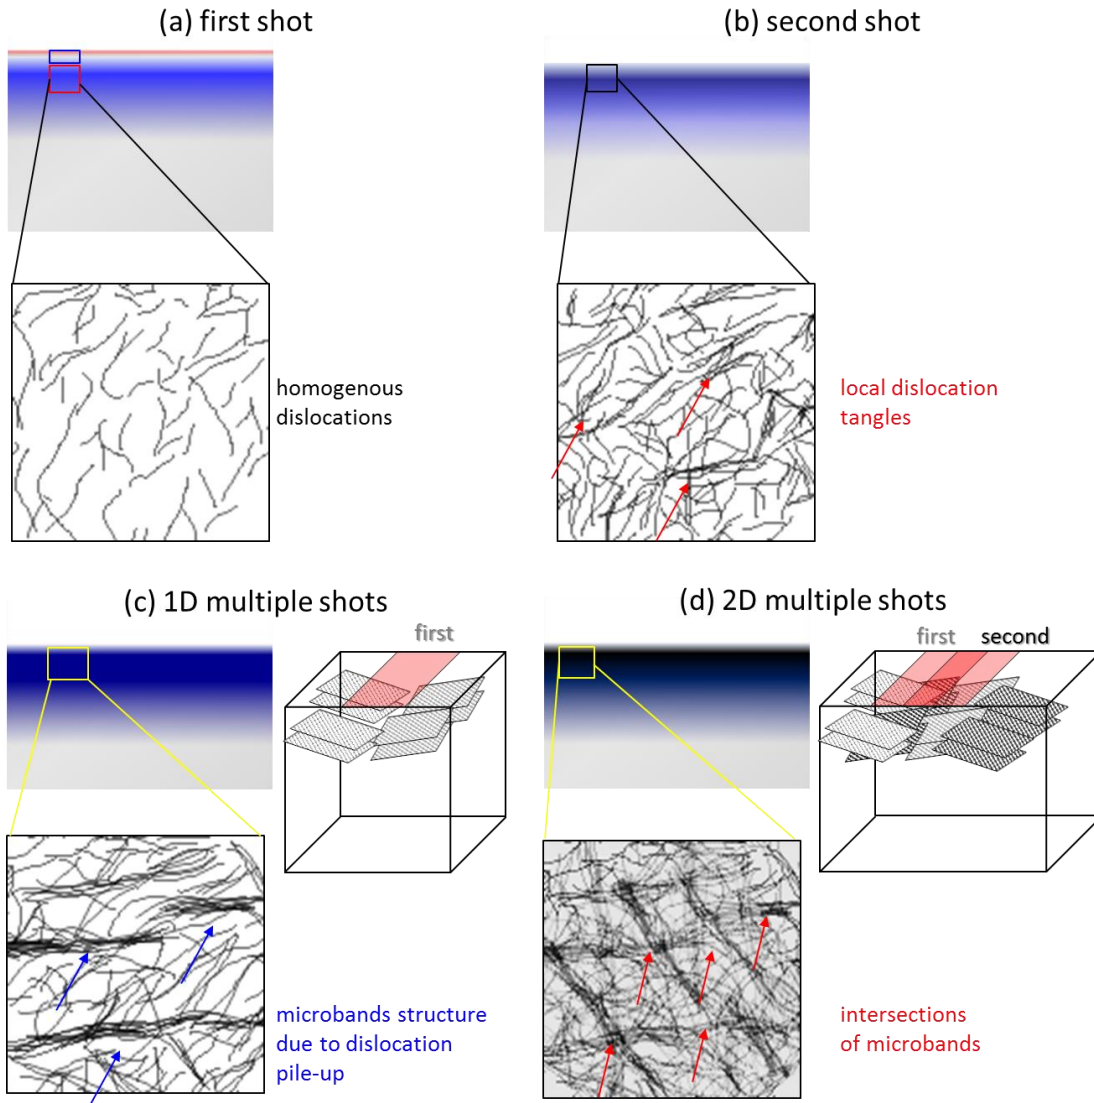 (a) first shot
(b) second shot
homogenous
dislocations
local dislocation
tangles
(c) 1D multiple shots
first
microbands structure
due to dislocation
pile-up
(d) 2D multiple shots
first second
intersections
of microbands